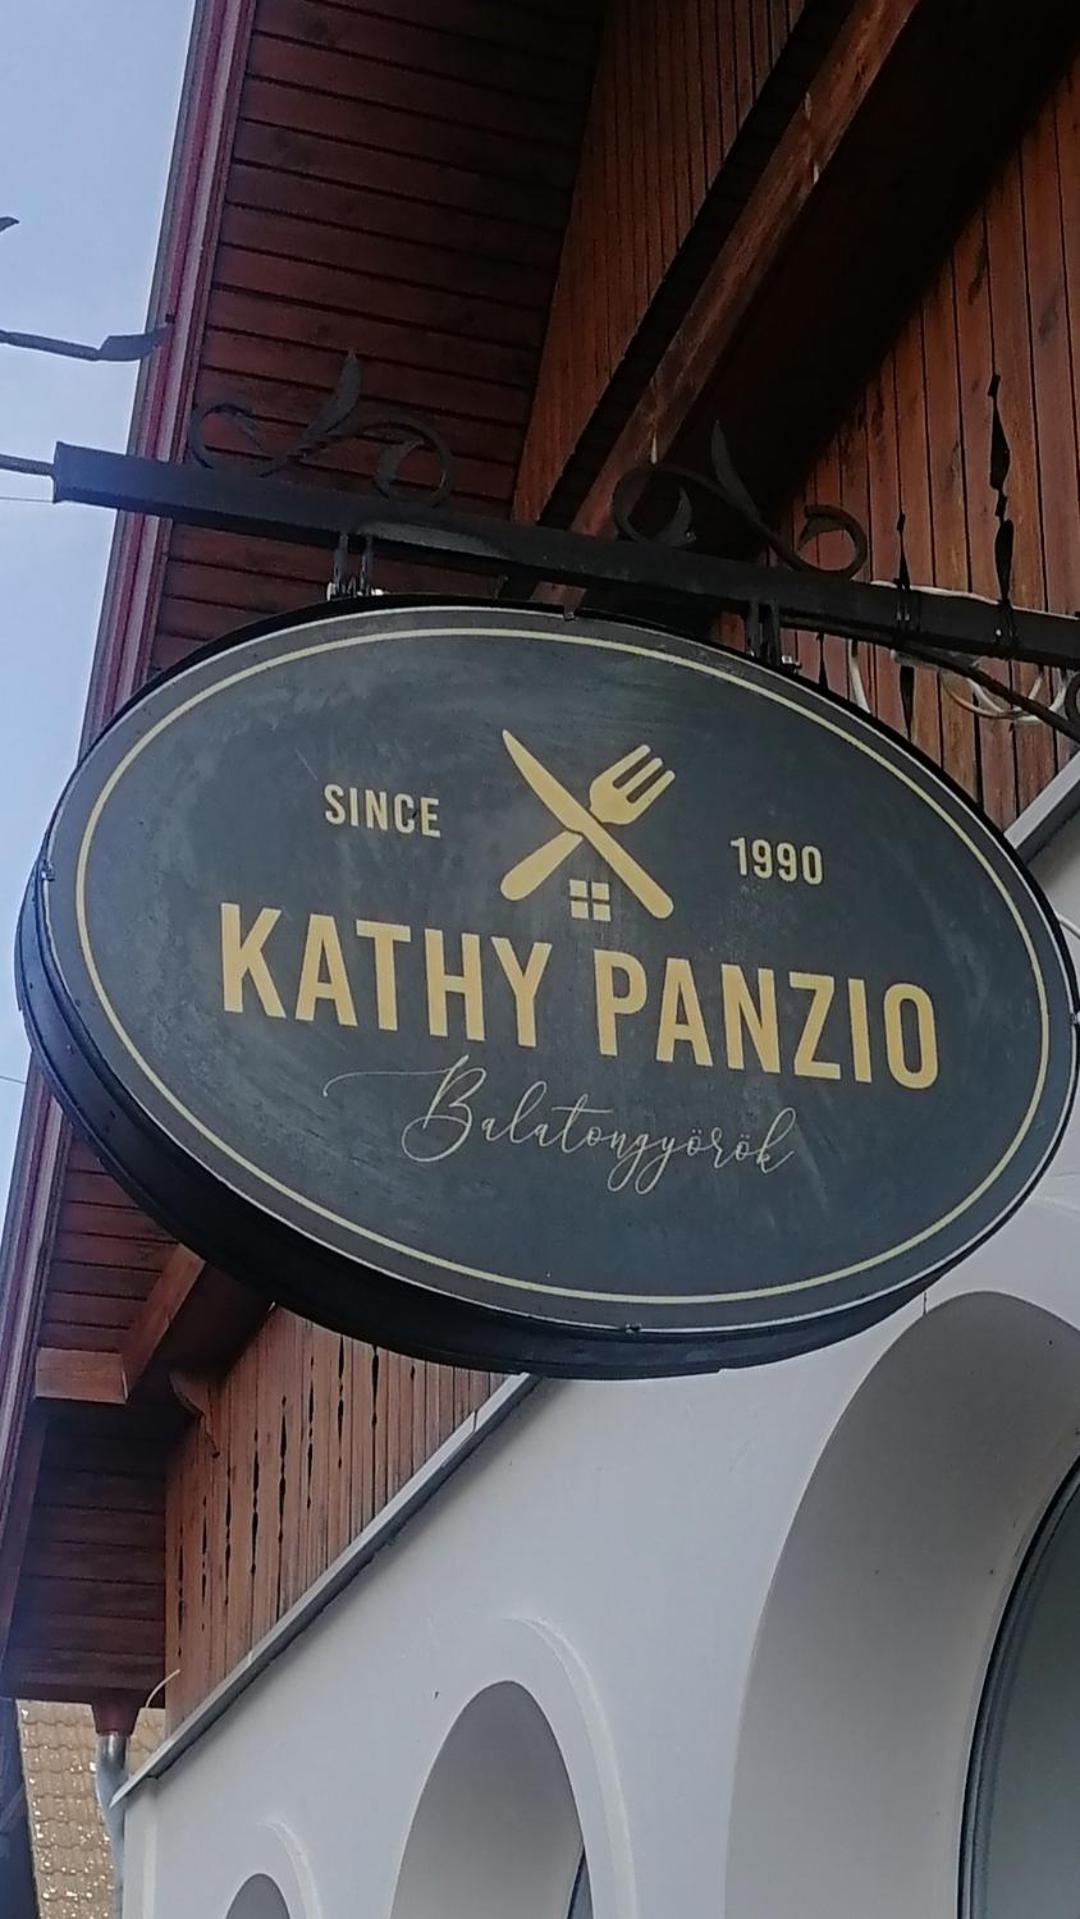 SINCE 1990
KATHY PANZIO
Balatongyörök